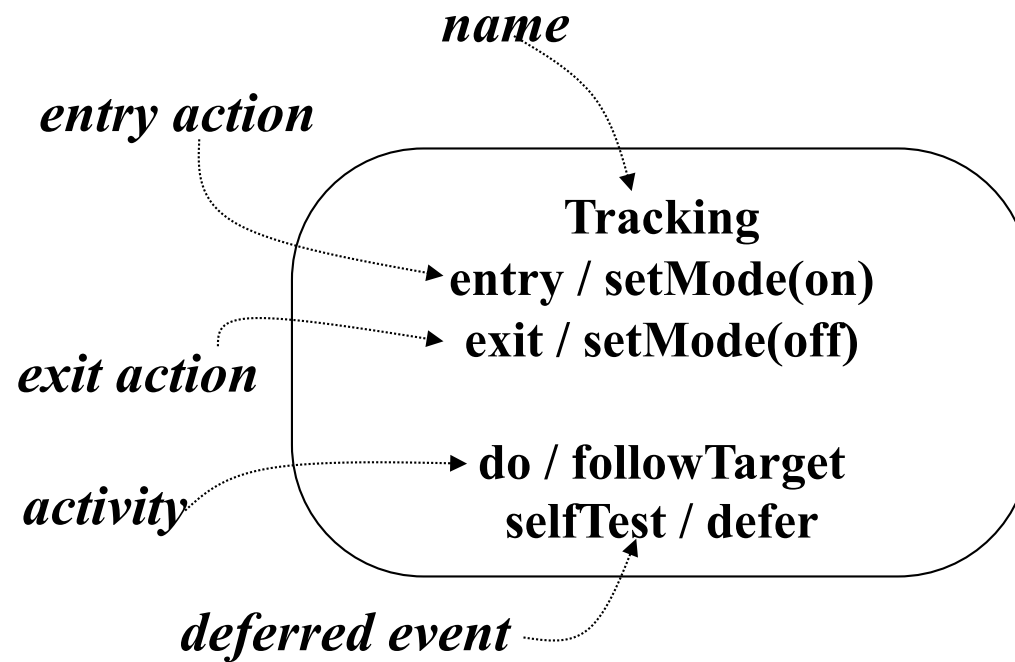 name
entry action
Tracking
entry / setMode(on)
exit / setMode(off)
exit action
do / followTarget
activity
selfTest / defer
deferred event